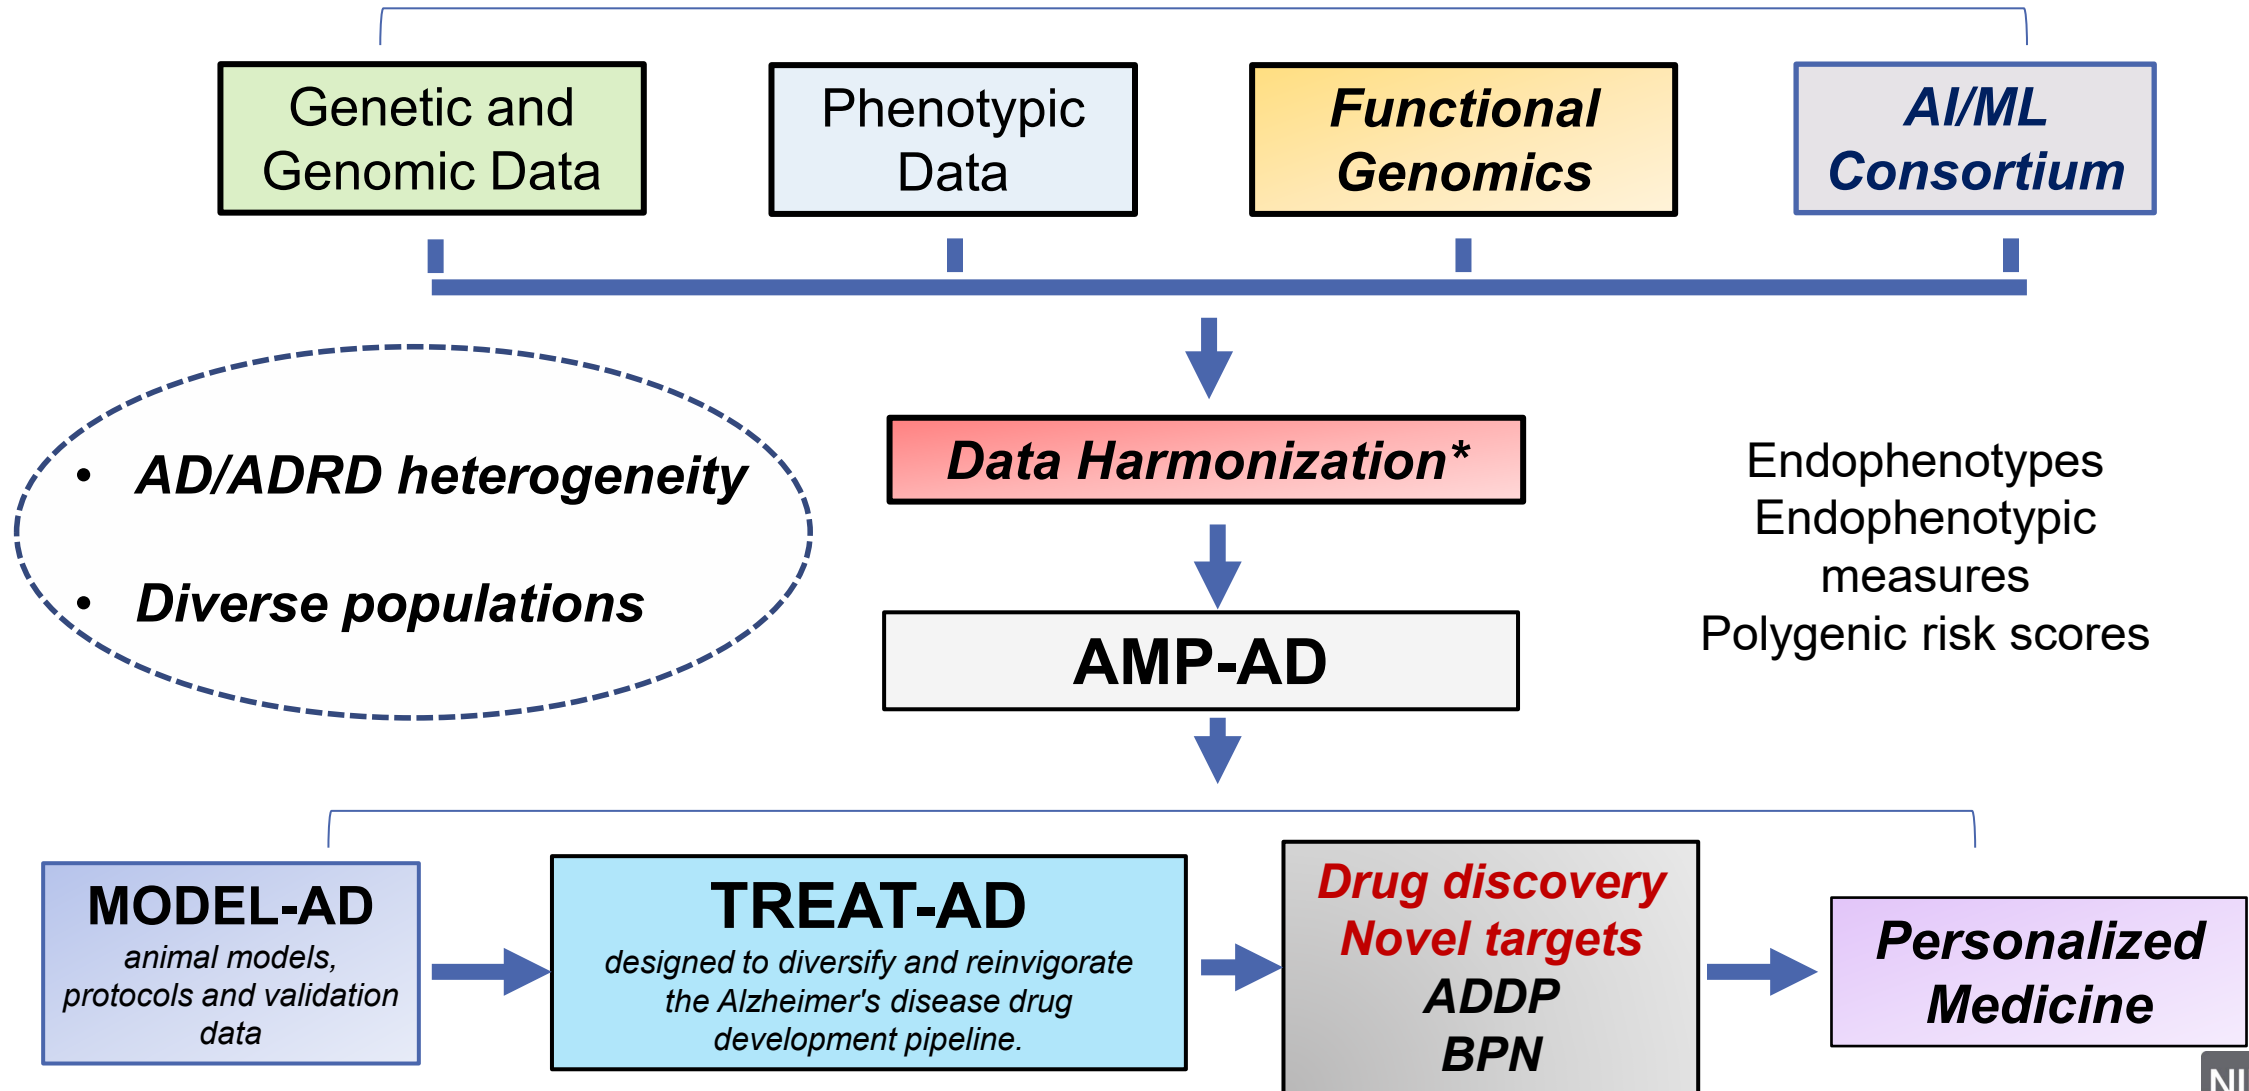 Genetic and
Genomic Data
Phenotypic
Data
Functional
Genomics
AI/ML
Consortium
• AD/ADRD heterogeneity
• Diverse populations
Data Harmonization*
AMP-AD
Endophenotypes
Endophenotypic
measures
Polygenic risk scores
MODEL-AD
animal models,
protocols and validation
data
TREAT-AD
designed to diversify and reinvigorate
the Alzheimer's disease drug
development pipeline.
Drug discovery
Novel targets
ADDP
BPN
Personalized
Medicine